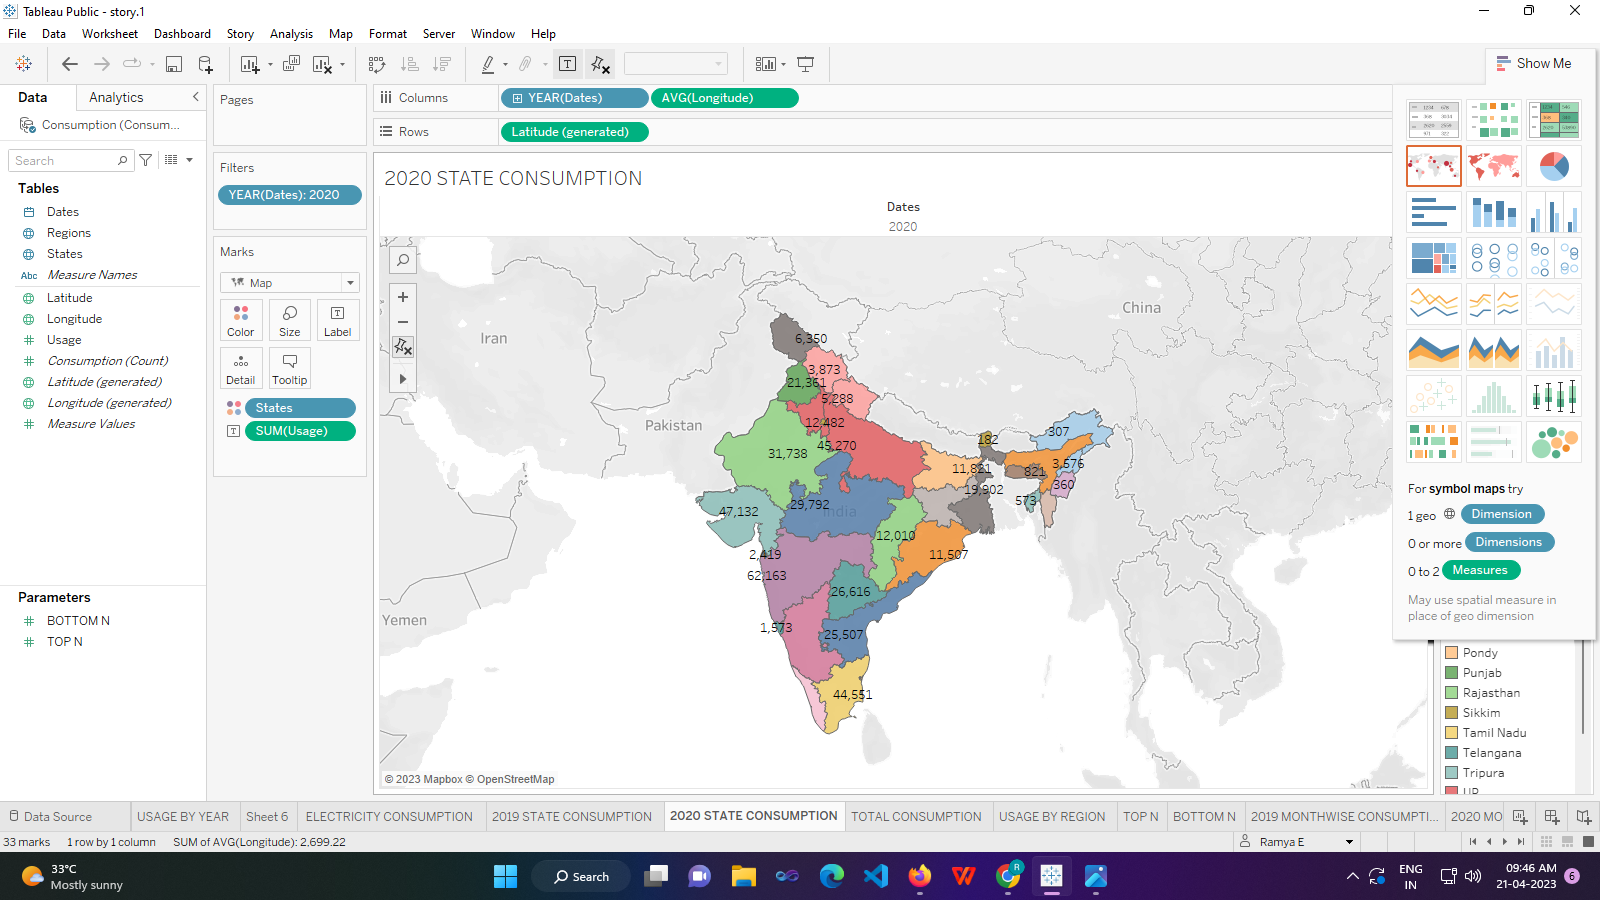 Tableau Public - story.1
File Data Worksheet Dashboard Story Analysis Map Format Server Window Help
Show Me
Data Analytics
Consumption (Consum...
Search
Tables
Dates
Regions
States
Abc Measure Names
Latitude
Longitude
Usage
Consumption (Count)
Latitude (generated)
Longitude (generated)
Measure Values
Parameters
BOTTOM N
TOP N
Pages
Filters
YEAR(Dates): 2020
Marks
Map
Color Size Label
Detail Tooltip
States
SUM(Usage)
Columns YEAR(Dates) AVG(Longitude)
Rows Latitude (generated)
2020 STATE CONSUMPTION
Dates
2020
China
Iran
6,350
3,873
21,361
5,288
Pakistan
12,482
307
182
45,270
31,738
3,576
11,821
821
360
19,902
573
29,792
India
47,132
12,010
2,419
11,507
62,163
26,616
Yemen
1,573
25,507
44,551
© 2023 Mapbox © OpenStreetMap
For symbol maps try
1 geo Dimension
0 or more Dimensions
0 to 2 Measures
May use spatial measure in
place of geo dimension
Pondy
Punjab
Rajasthan
Sikkim
Tamil Nadu
Telangana
Tripura
UP
Data Source USAGE BY YEAR Sheet 6 ELECTRICITY CONSUMPTION 2019 STATE CONSUMPTION 2020 STATE CONSUMPTION TOTAL CONSUMPTION USAGE BY REGION TOP N BOTTOM N 2019 MONTHWISE CONSUMPTI... 2020 MO
33 marks 1 row by 1 column SUM of AVG(Longitude): 2,699.22 Ramya E
33°C
Mostly sunny
Search
R
ENG
IN
09:46 AM
21-04-2023
6